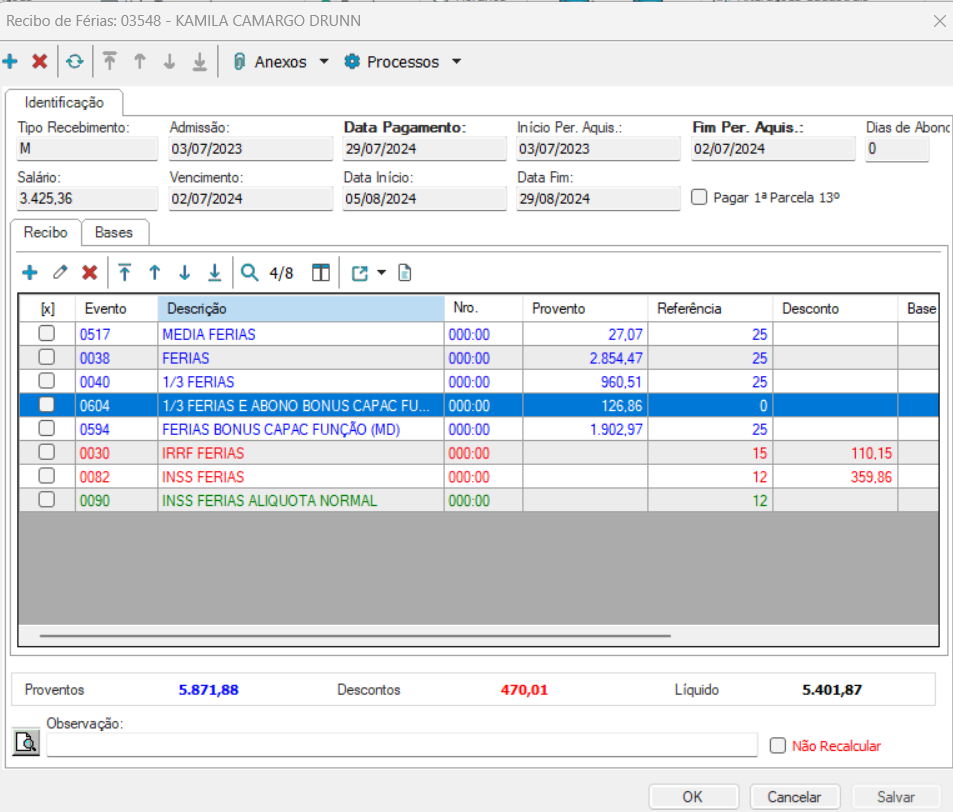 Recibo de Férias: 03548 - KAMILA CAMARGO DRUNN
Anexos Processos
Identificação
Tipo Recebimento: Admissão: Data Pagamento: Início Per. Aquis.: Fim Per. Aquis.: Dias de Abono
M 03/07/2023 29/07/2024 03/07/2023 02/07/2024 0
Salário: Vencimento: Data Início: Data Fim:
3.425,36 02/07/2024 05/08/2024 29/08/2024 Pagar 1ª Parcela 13º
Recibo Bases
4/8
[x] Evento Descrição Nro. Provento Referência Desconto Base
0517 MEDIA FERIAS 000:00 27,07 25
0038 FERIAS 000:00 2.854,47 25
0040 1/3 FERIAS 000:00 960,51 25
0604 1/3 FERIAS E ABONO BONUS CAPAC FU... 000:00 126,86 0
0594 FERIAS BONUS CAPAC FUNÇÃO (MD) 000:00 1.902,97 25
0030 IRRF FERIAS 000:00 15 110,15
0082 INSS FERIAS 000:00 12 359,86
0090 INSS FERIAS ALIQUOTA NORMAL 000:00 12
Proventos 5.871,88 Descontos 470,01 Líquido 5.401,87
Observação:
Não Recalcular
OK Cancelar Salvar